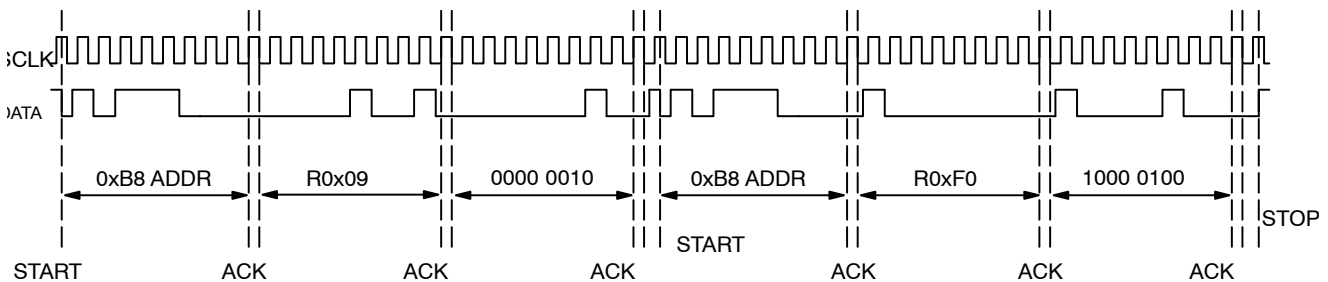 SCLK
DATA
0xB8 ADDR R0x09 0000 0010 0xB8 ADDR R0xF0 1000 0100
STOP
START
START ACK ACK ACK ACK ACK ACK